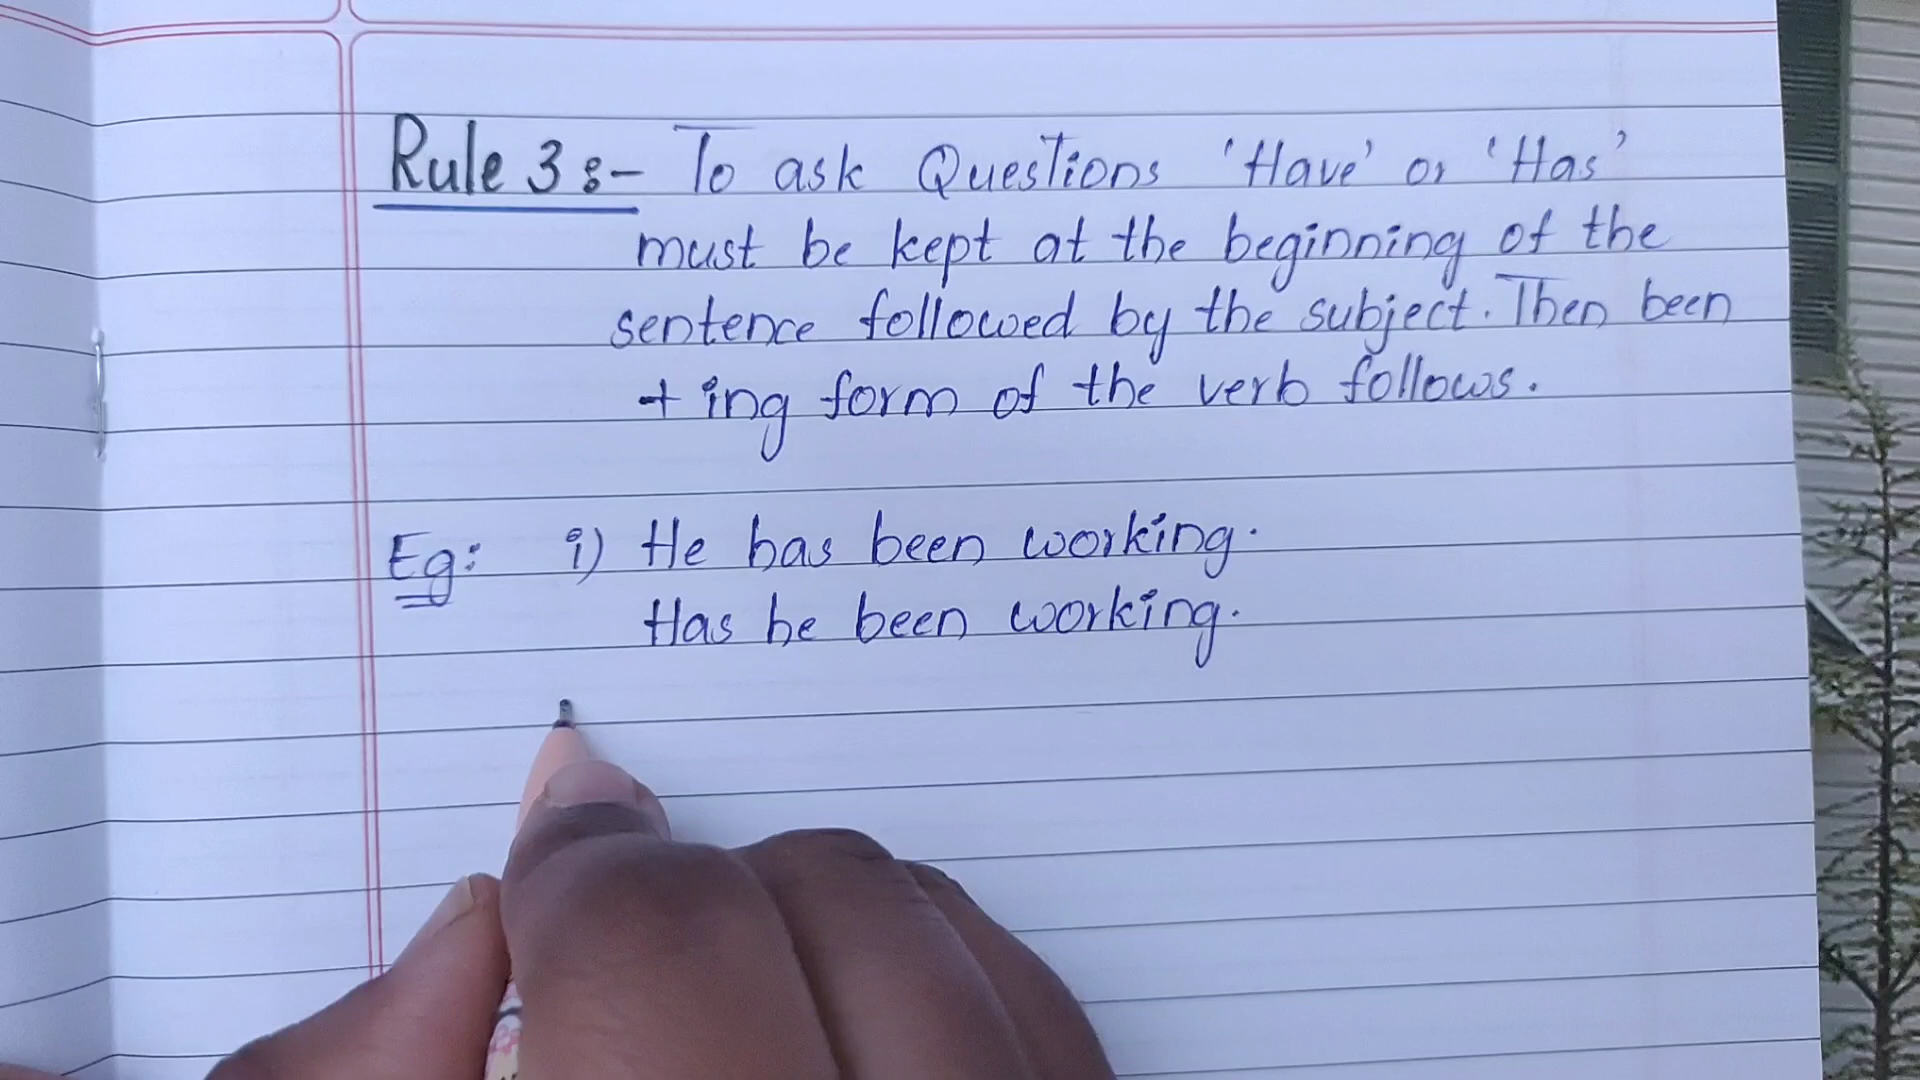 Rule 3:- To ask Questions 'Have' or 'Has'
must be kept at the beginning of the
sentence followed by the subject. Then been
+ ing form of the verb follows.
Eg: i) He has been working.
Has he been working.